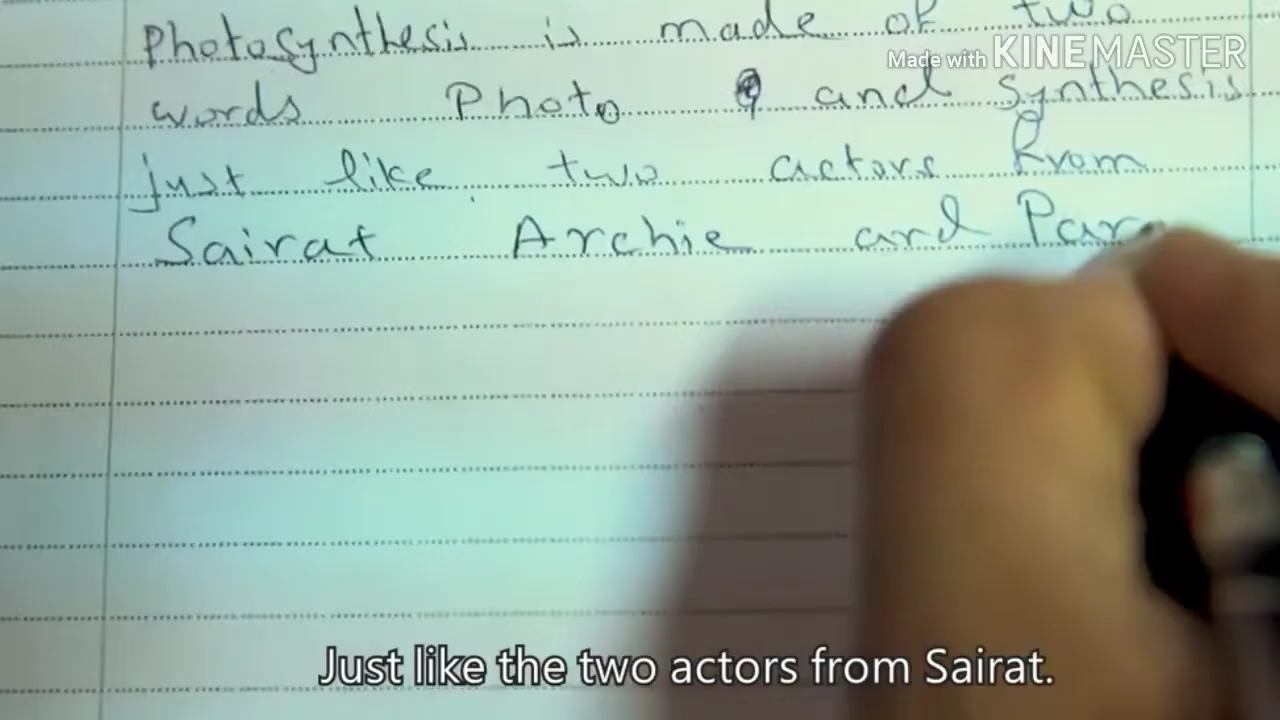 Photosynthesis is made of two
Made with KINEMASTER
words Photo and synthesis
just like two actors from
Sairat Archie and Par
Just like the two actors from Sairat.